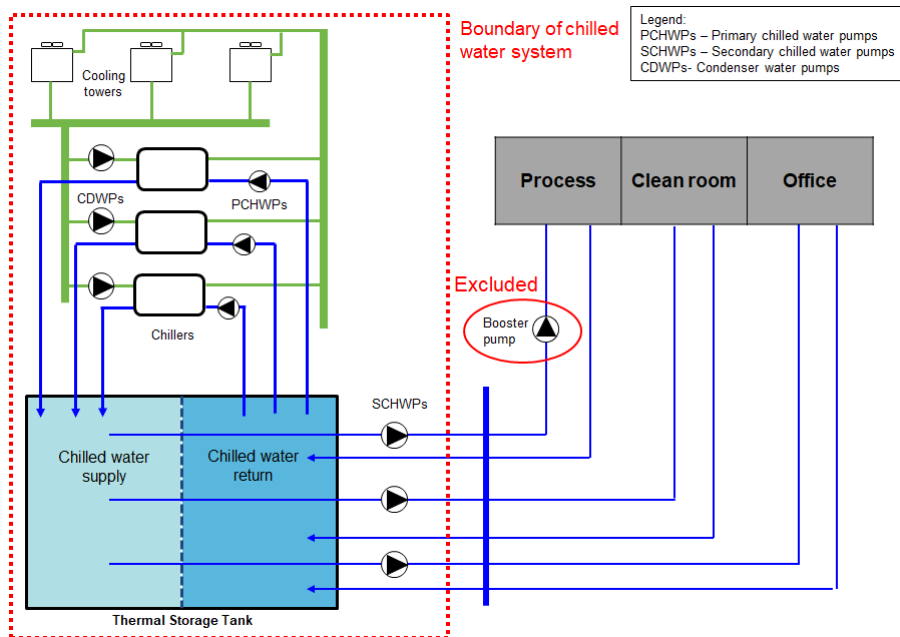 Boundary of chilled
water system
Legend:
PCHWPs – Primary chilled water pumps
SCHWPs – Secondary chilled water pumps
CDWPs- Condenser water pumps
Cooling
towers
CDWPs
PCHWPs
Chillers
Process
Clean room
Office
Excluded
Booster
pump
SCHWPs
Chilled water
supply
Chilled water
return
Thermal Storage Tank